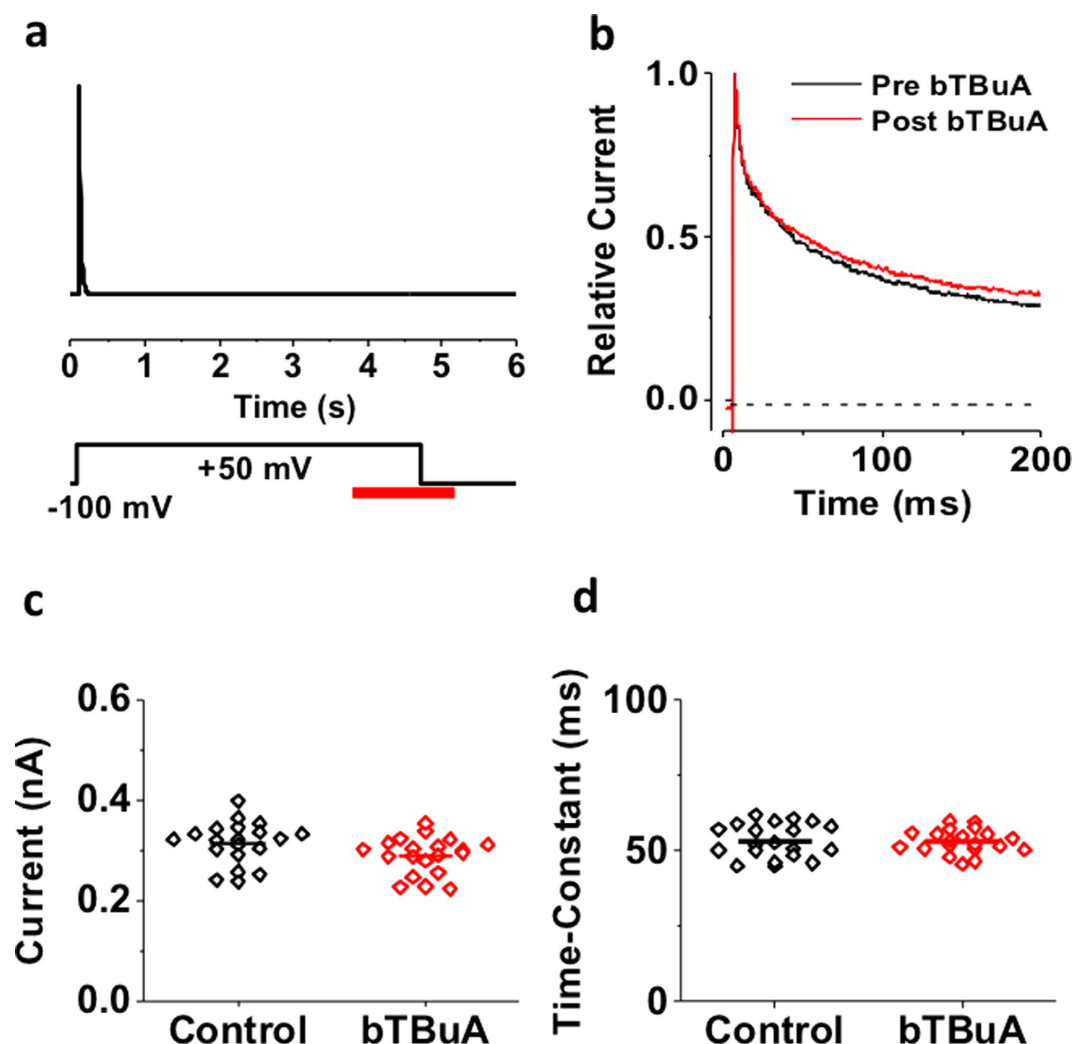 a
0 1 2 3 4 5 6
Time (s)
+50 mV
-100 mV
b
1.0
0.5
0.0
Relative Current
Pre bTBuA
Post bTBuA
0 100 200
Time (ms)
c
0.6
0.4
0.2
0.0
Current (nA)
Control bTBuA
d
100
50
0
Time-Constant (ms)
Control bTBuA